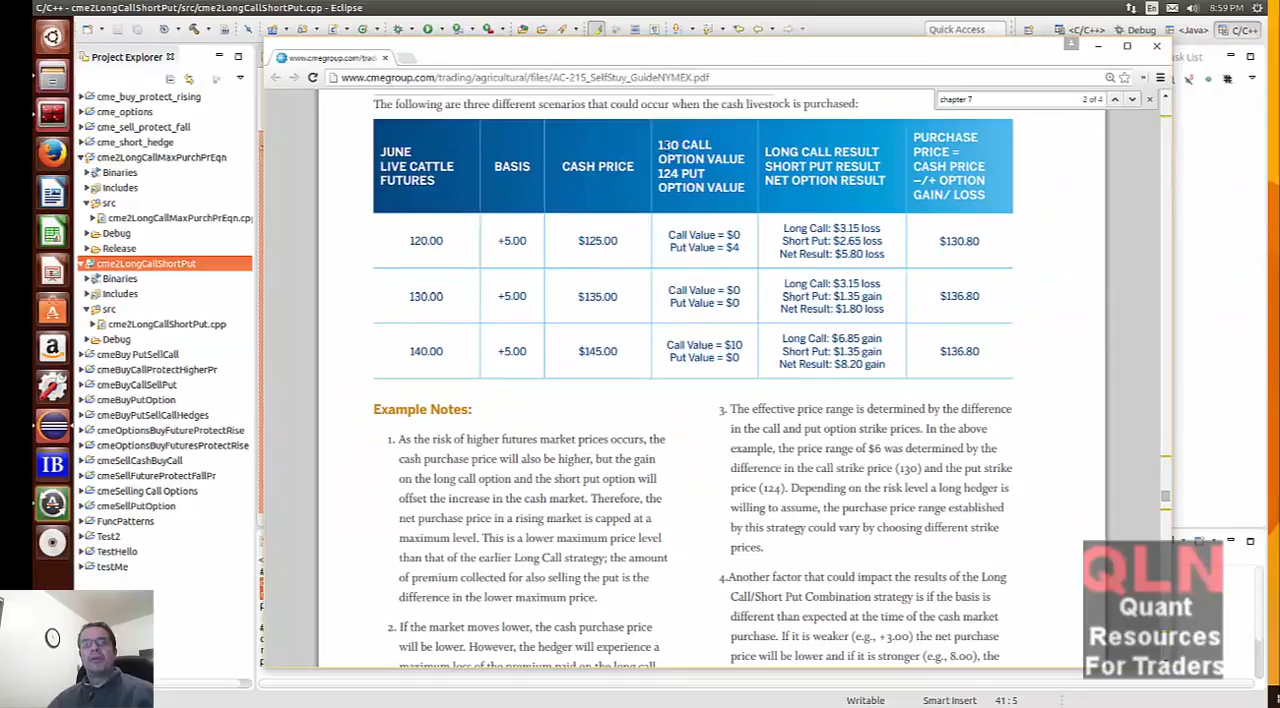 C/C++ - cme2LongCallShortPut/src/cme2LongCallShortPut.cpp - Eclipse
En
8:59 PM
Quick Access
<C/C++>
Debug
<Java>
C/C++
Project Explorer
cme_buy_protect_rising
cme_options
cme_sell_protect_fall
cme_short_hedge
cme2LongCallMaxPurchPrEqn
Binaries
Includes
src
cme2LongCallMaxPurchPrEqn.cpp
Debug
Release
cme2LongCallShortPut
Binaries
Includes
src
cme2LongCallShortPut.cpp
Debug
cmeBuy PutSellCall
cmeBuyCallProtectHigherPr
cmeBuyCallSellPut
cmeBuyPutOption
cmeBuyPutSellCallHedges
cmeOptionsBuyFutureProtectRise
cmeOptionsBuyFuturesProtectRise
cmeSellCashBuyCall
cmeSellFutureProtectFallPr
cmeSelling Call Options
cmeSellPutOption
FuncPatterns
Test2
TestHello
testMe
www.cmegroup.com/trad
www.cmegroup.com/trading/agricultural/files/AC-215_SelfStuy_GuideNYMEX.pdf
chapter 7
2 of 4
sk List
The following are three different scenarios that could occur when the cash livestock is purchased:
JUNE
LIVE CATTLE
FUTURES
BASIS
CASH PRICE
130 CALL
OPTION VALUE
124 PUT
OPTION VALUE
LONG CALL RESULT
SHORT PUT RESULT
NET OPTION RESULT
PURCHASE
PRICE =
CASH PRICE
–/+ OPTION
GAIN/ LOSS
120.00
+5.00
$125.00
Call Value = $0
Put Value = $4
Long Call: $3.15 loss
Short Put: $2.65 loss
Net Result: $5.80 loss
$130.80
130.00
+5.00
$135.00
Call Value = $0
Put Value = $0
Long Call: $3.15 loss
Short Put: $1.35 gain
Net Result: $1.80 loss
$136.80
140.00
+5.00
$145.00
Call Value = $10
Put Value = $0
Long Call: $6.85 gain
Short Put: $1.35 gain
Net Result: $8.20 gain
$136.80
Example Notes:
1. As the risk of higher futures market prices occurs, the
cash purchase price will also be higher, but the gain
on the long call option and the short put option will
offset the increase in the cash market. Therefore, the
net purchase price in a rising market is capped at a
maximum level. This is a lower maximum price level
than that of the earlier Long Call strategy; the amount
of premium collected for also selling the put is the
difference in the lower maximum price.
2. If the market moves lower, the cash purchase price
will be lower. However, the hedger will experience a
maximum loss of the premium paid on the long call
3. The effective price range is determined by the difference
in the call and put option strike prices. In the above
example, the price range of $6 was determined by the
difference in the call strike price (130) and the put strike
price (124). Depending on the risk level a long hedger is
willing to assume, the purchase price range established
by this strategy could vary by choosing different strike
prices.
4.Another factor that could impact the results of the Long
Call/Short Put Combination strategy is if the basis is
different than expected at the time of the cash market
purchase. If it is weaker (e.g., +3.00) the net purchase
price will be lower and if it is stronger (e.g., 8.00), the
QLN
Quant
Resources
For Traders
IB
Writable
Smart Insert
41 : 5